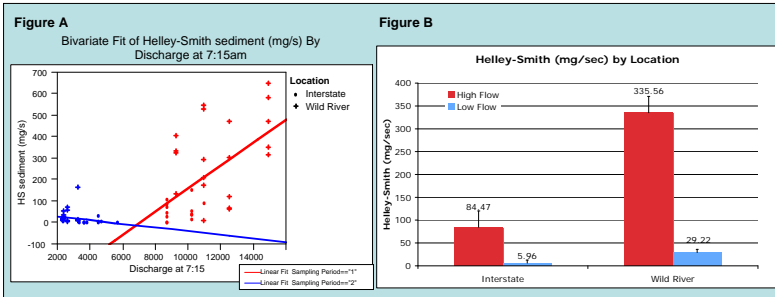 Figure A
Bivariate Fit of Helley-Smith sediment (mg/s) By
Discharge at 7:15am
HS sediment (mg/s)
700
600
500
400
300
200
100
0
-100
2000 4000 6000 8000 10000 12000 14000
Discharge at 7:15
Location
Interstate
Wild River
Linear Fit Sampling Period=="1"
Linear Fit Sampling Period=="2"
Figure B
Helley-Smith (mg/sec) by Location
Helley-Smith (mg/sec)
400
350
300
250
200
150
100
50
0
High Flow
Low Flow
84.47
5.96
335.56
29.22
Interstate Wild River